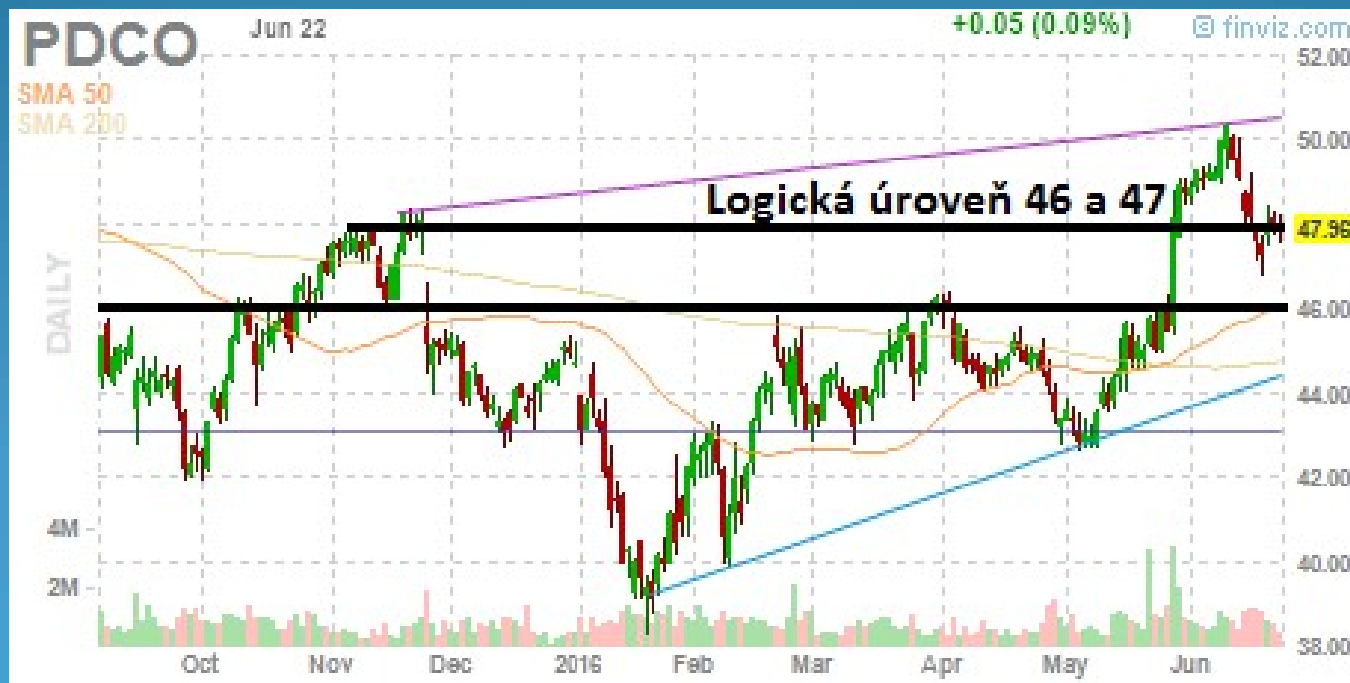 PDCO
Jun 22
+0.05 (0.09%)
© finviz.com
SMA 50
SMA 200
DAILY
Logická úroveň 46 a 47
52.00
50.00
47.96
46.00
44.00
42.00
40.00
38.00
4M
2M
Oct Nov Dec 2016 Feb Mar Apr May Jun